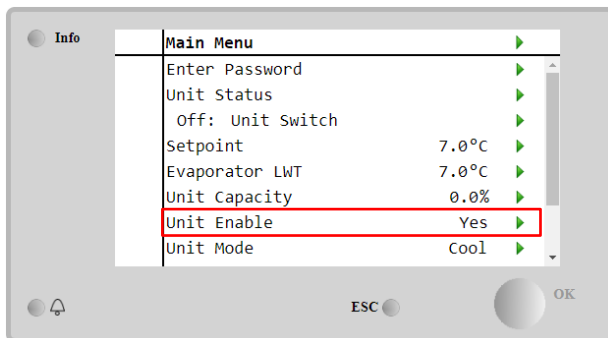 Info
Main Menu
Enter Password
Unit Status
Off: Unit Switch
Setpoint 7.0°C
Evaporator LWT 7.0°C
Unit Capacity 0.0%
Unit Enable Yes
Unit Mode Cool
ESC
OK